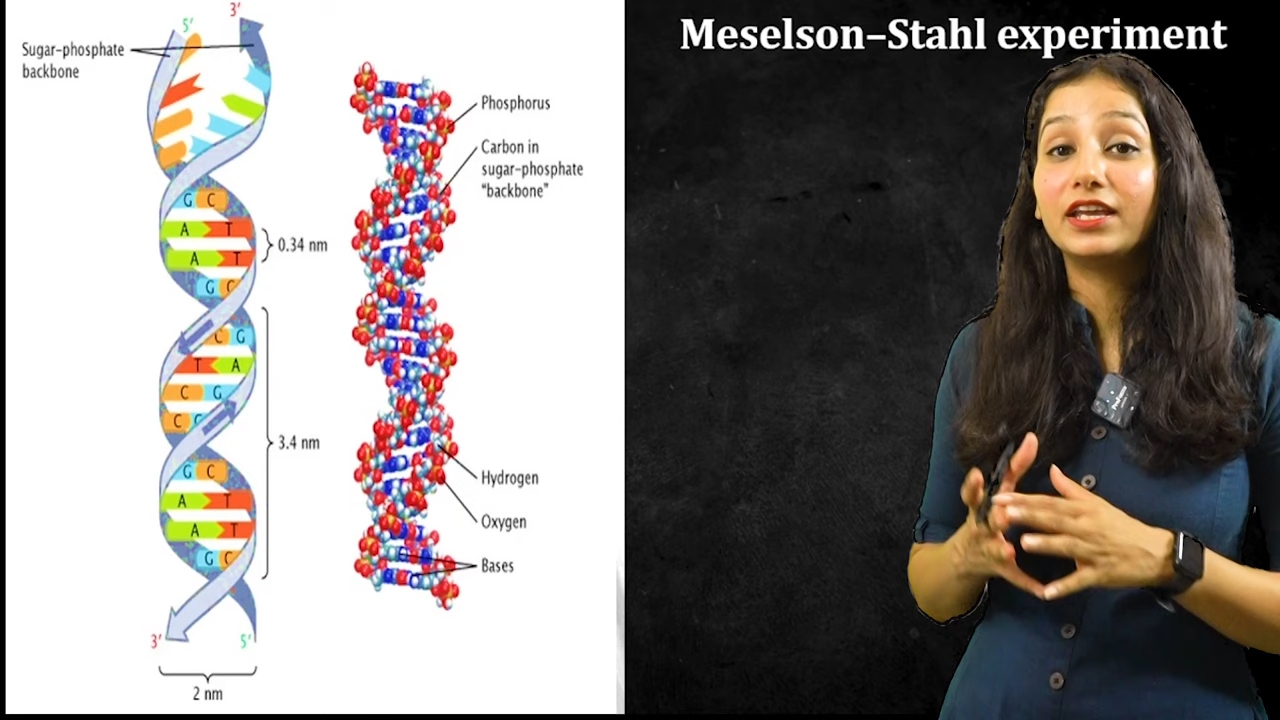 Meselson–Stahl experiment
5′
3′
Sugar–phosphate
backbone
G C
A T
A T
G C
0.34 nm
C G
T A
C G
C G
3.4 nm
G C
A T
A T
G C
3′
5′
2 nm
Phosphorus
Carbon in
sugar–phosphate
“backbone”
Hydrogen
Oxygen
Bases